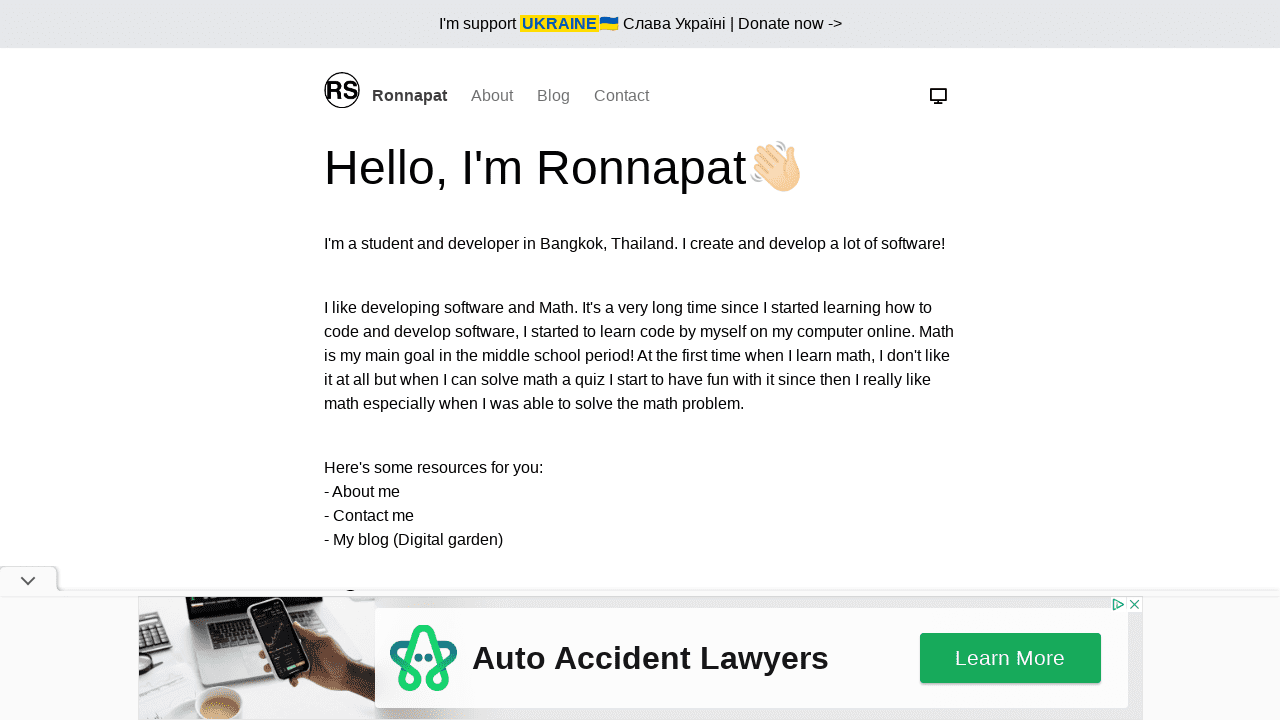 I'm support UKRAINE🇺🇦 Слава Україні | Donate now ->
RS Ronnapat About Blog Contact
Hello, I'm Ronnapat👋🏻
I'm a student and developer in Bangkok, Thailand. I create and develop a lot of software!
I like developing software and Math. It's a very long time since I started learning how to
code and develop software, I started to learn code by myself on my computer online. Math
is my main goal in the middle school period! At the first time when I learn math, I don't like
it at all but when I can solve math a quiz I start to have fun with it since then I really like
math especially when I was able to solve the math problem.
Here's some resources for you:
- About me
- Contact me
- My blog (Digital garden)
Auto Accident Lawyers
Learn More